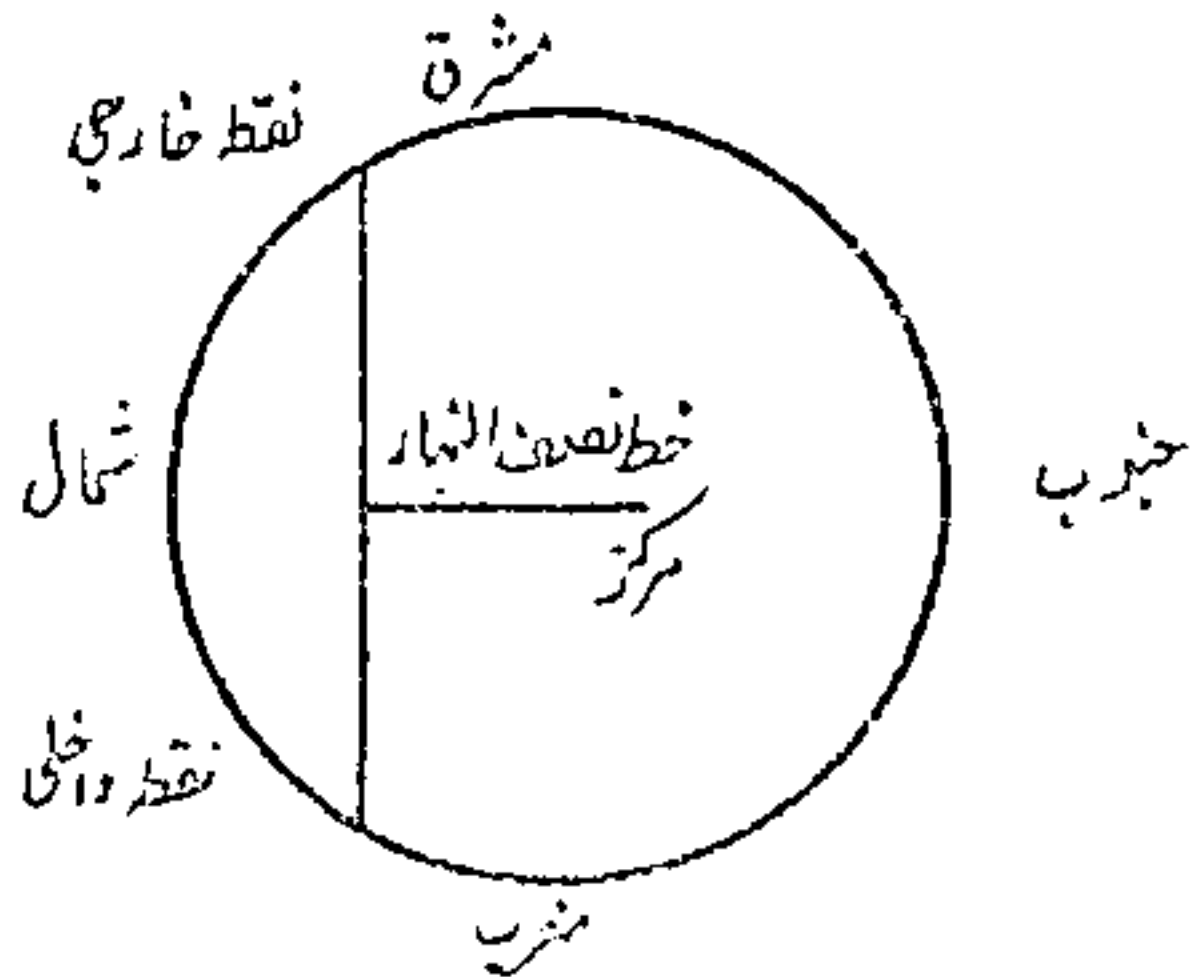 مشرق
نقطہ خارجی
خط نصف النہار
شمال
جنوب
مرکز
نقطہ داخلی
مغرب